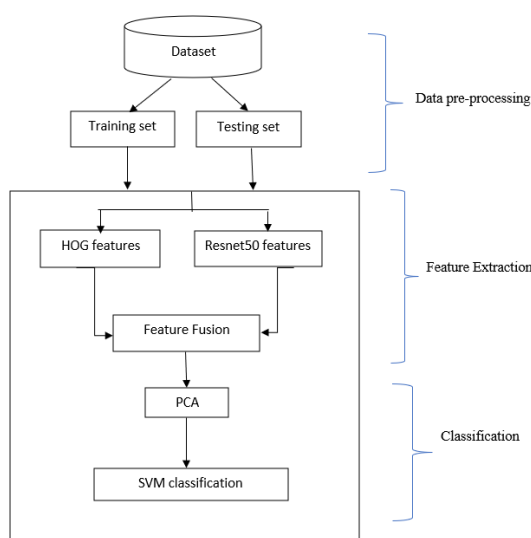 Dataset
Data pre-processing
Training set
Testing set
HOG features
Resnet50 features
Feature Extraction
Feature Fusion
PCA
Classification
SVM classification